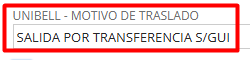 UNIBELL - MOTIVO DE TRASLADO
SALIDA POR TRANSFERENCIA S/GUI